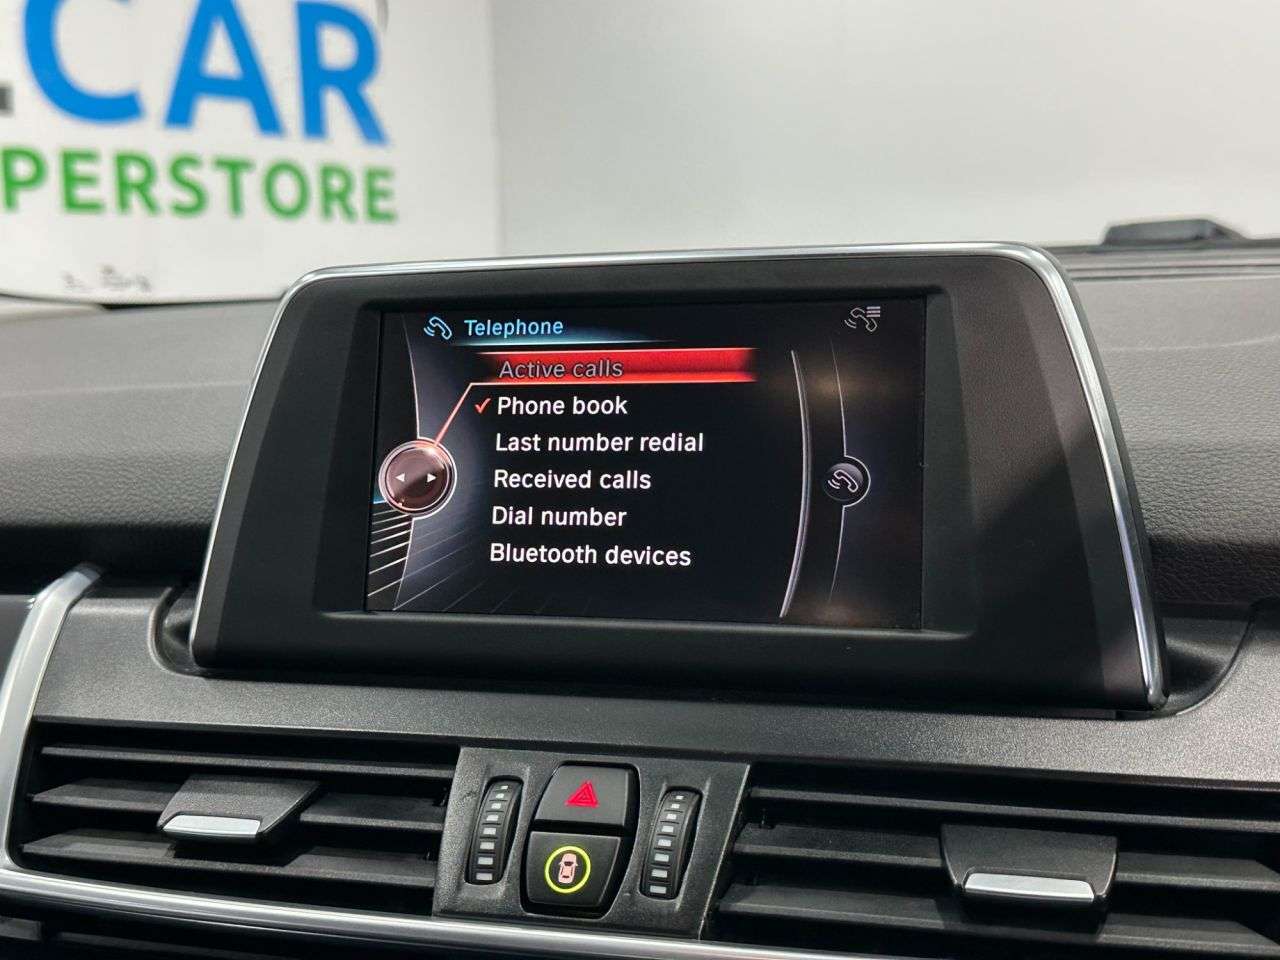 CAR
PERSTORE
Telephone
Active calls
Phone book
Last number redial
Received calls
Dial number
Bluetooth devices